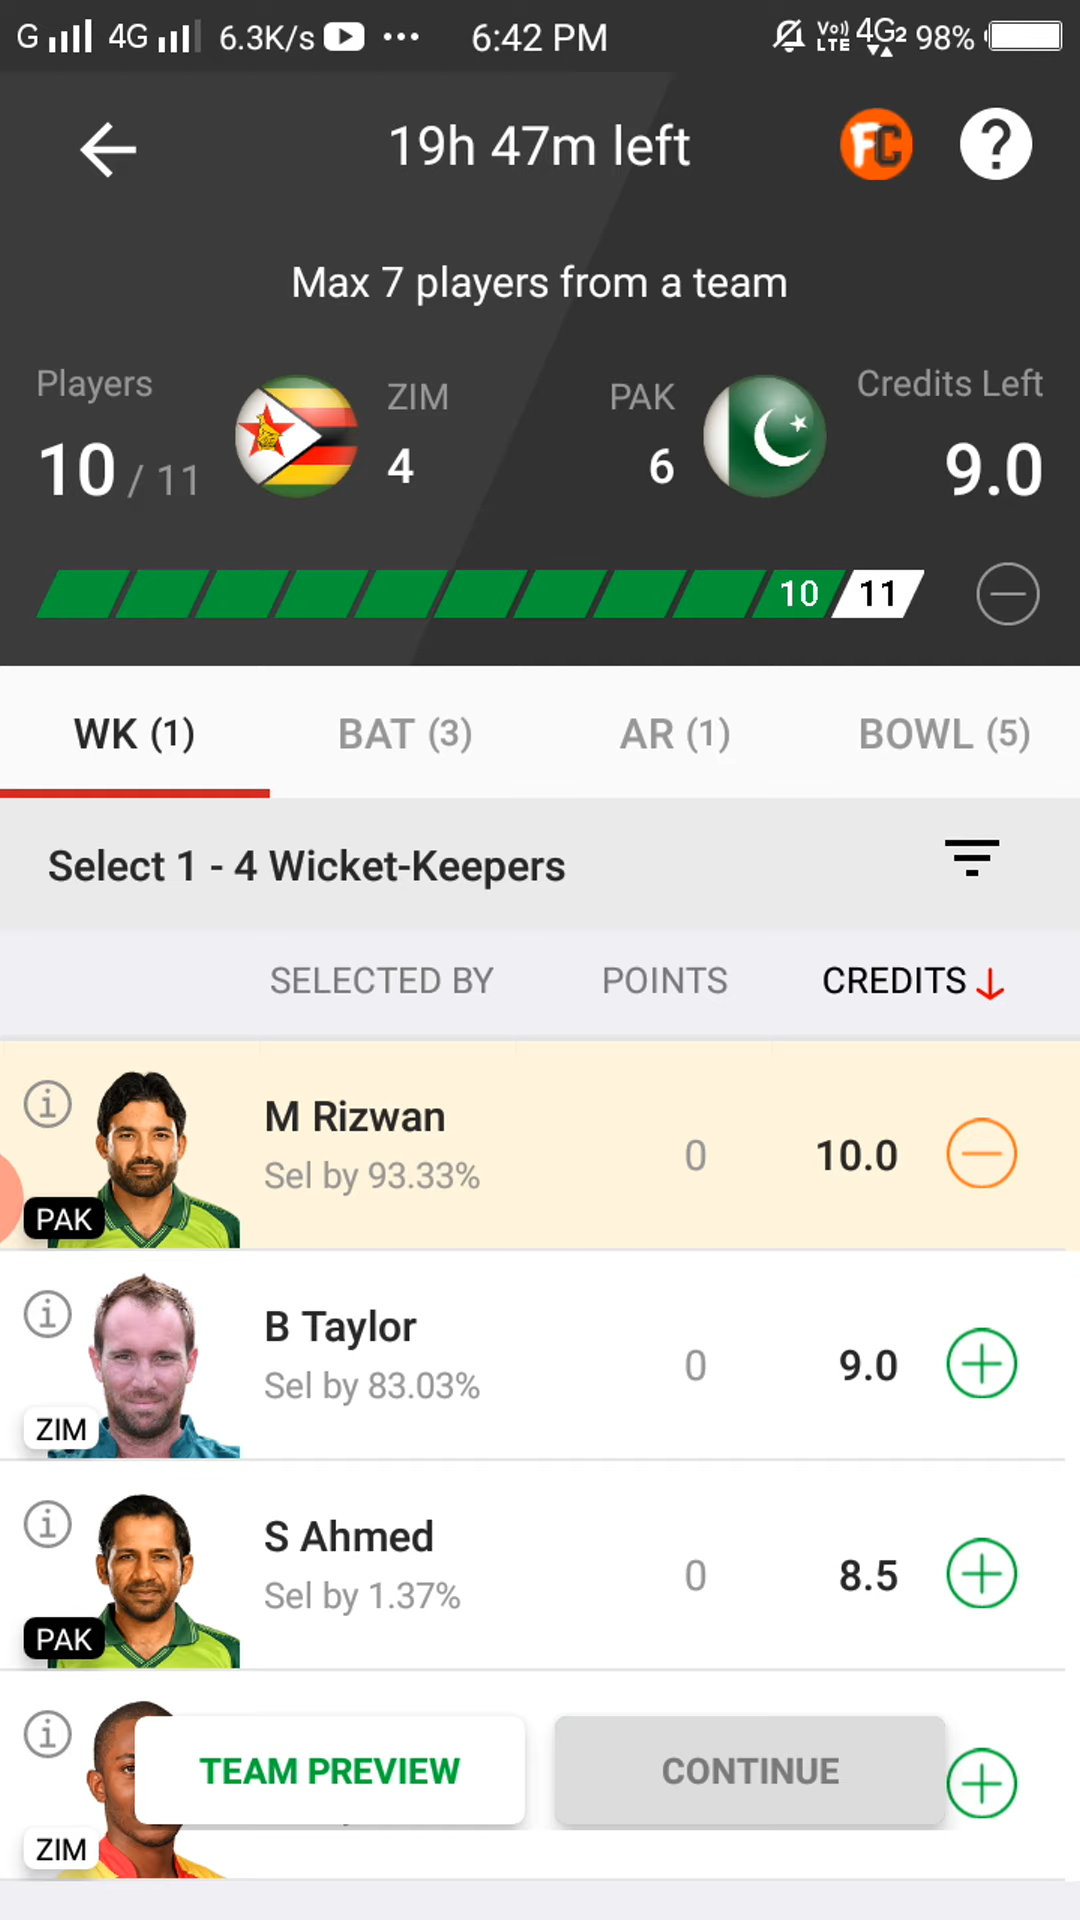 G 4G 6.3K/s ••• 6:42 PM Vo)) LTE 4G2 98%
19h 47m left FC ?
Max 7 players from a team
Players ZIM PAK Credits Left
10 / 11 4 6 9.0
10 11
WK (1) BAT (3) AR (1) BOWL (5)
Select 1 - 4 Wicket-Keepers
SELECTED BY POINTS CREDITS
M Rizwan
Sel by 93.33% 0 10.0
PAK
B Taylor
Sel by 83.03% 0 9.0
ZIM
S Ahmed
Sel by 1.37% 0 8.5
PAK
TEAM PREVIEW CONTINUE
ZIM